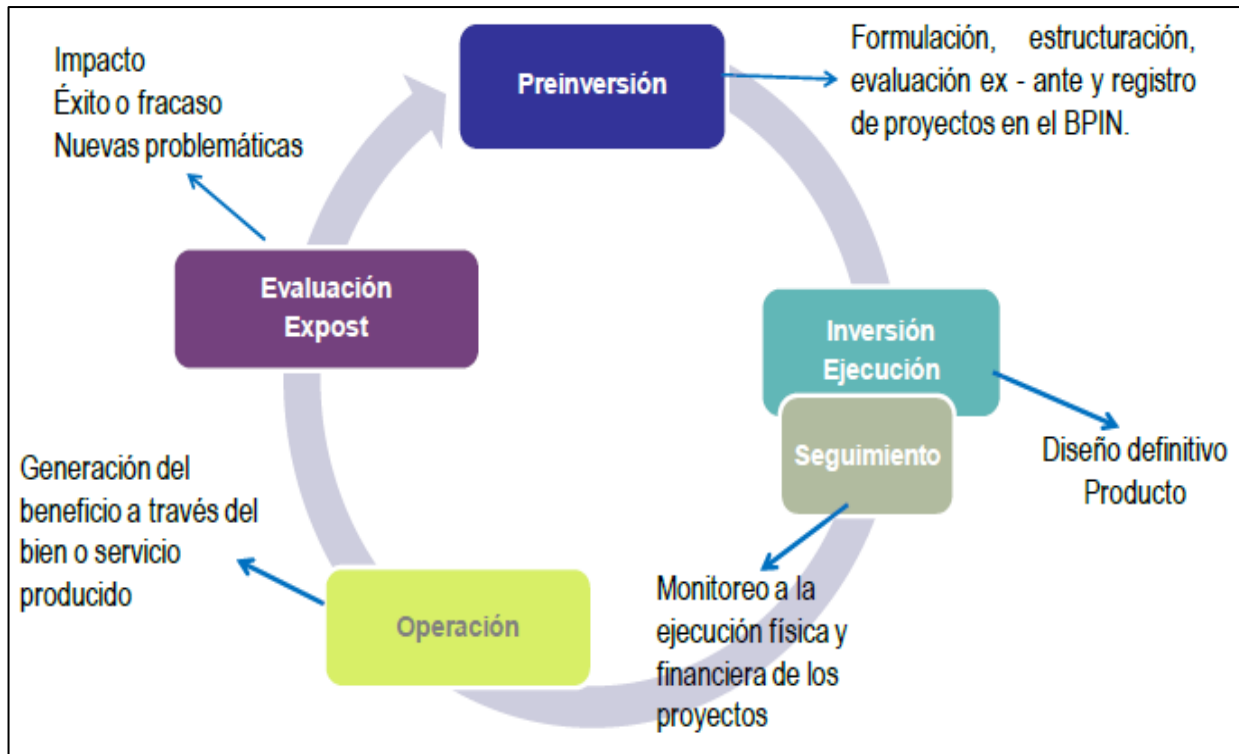 Preinversión
Formulación, estructuración,
evaluación ex - ante y registro
de proyectos en el BPIN.
Inversión
Ejecución
Diseño definitivo
Producto
Seguimiento
Monitoreo a la
ejecución física y
financiera de los
proyectos
Operación
Generación del
beneficio a través del
bien o servicio
producido
Evaluación
Expost
Impacto
Éxito o fracaso
Nuevas problemáticas